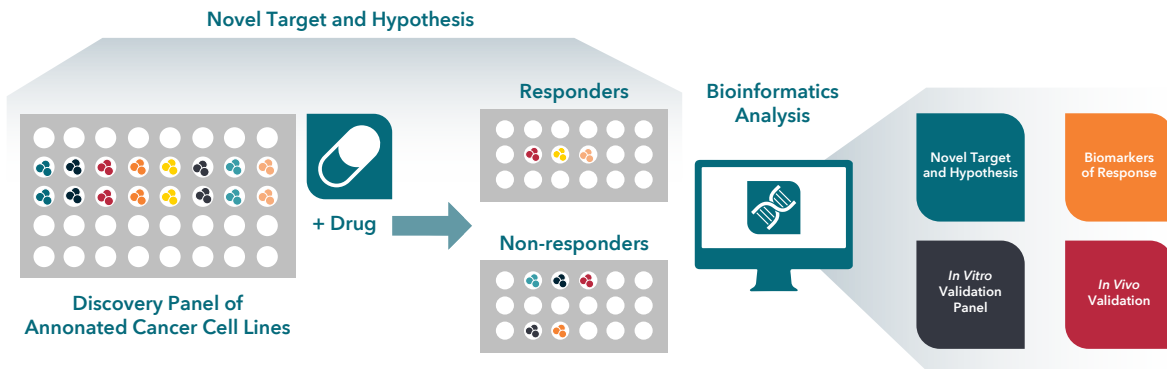 Novel Target and Hypothesis
Discovery Panel of
Annonated Cancer Cell Lines
+ Drug
Responders
Non-responders
Bioinformatics
Analysis
Novel Target
and Hypothesis
Biomarkers
of Response
In Vitro
Validation
Panel
In Vivo
Validation